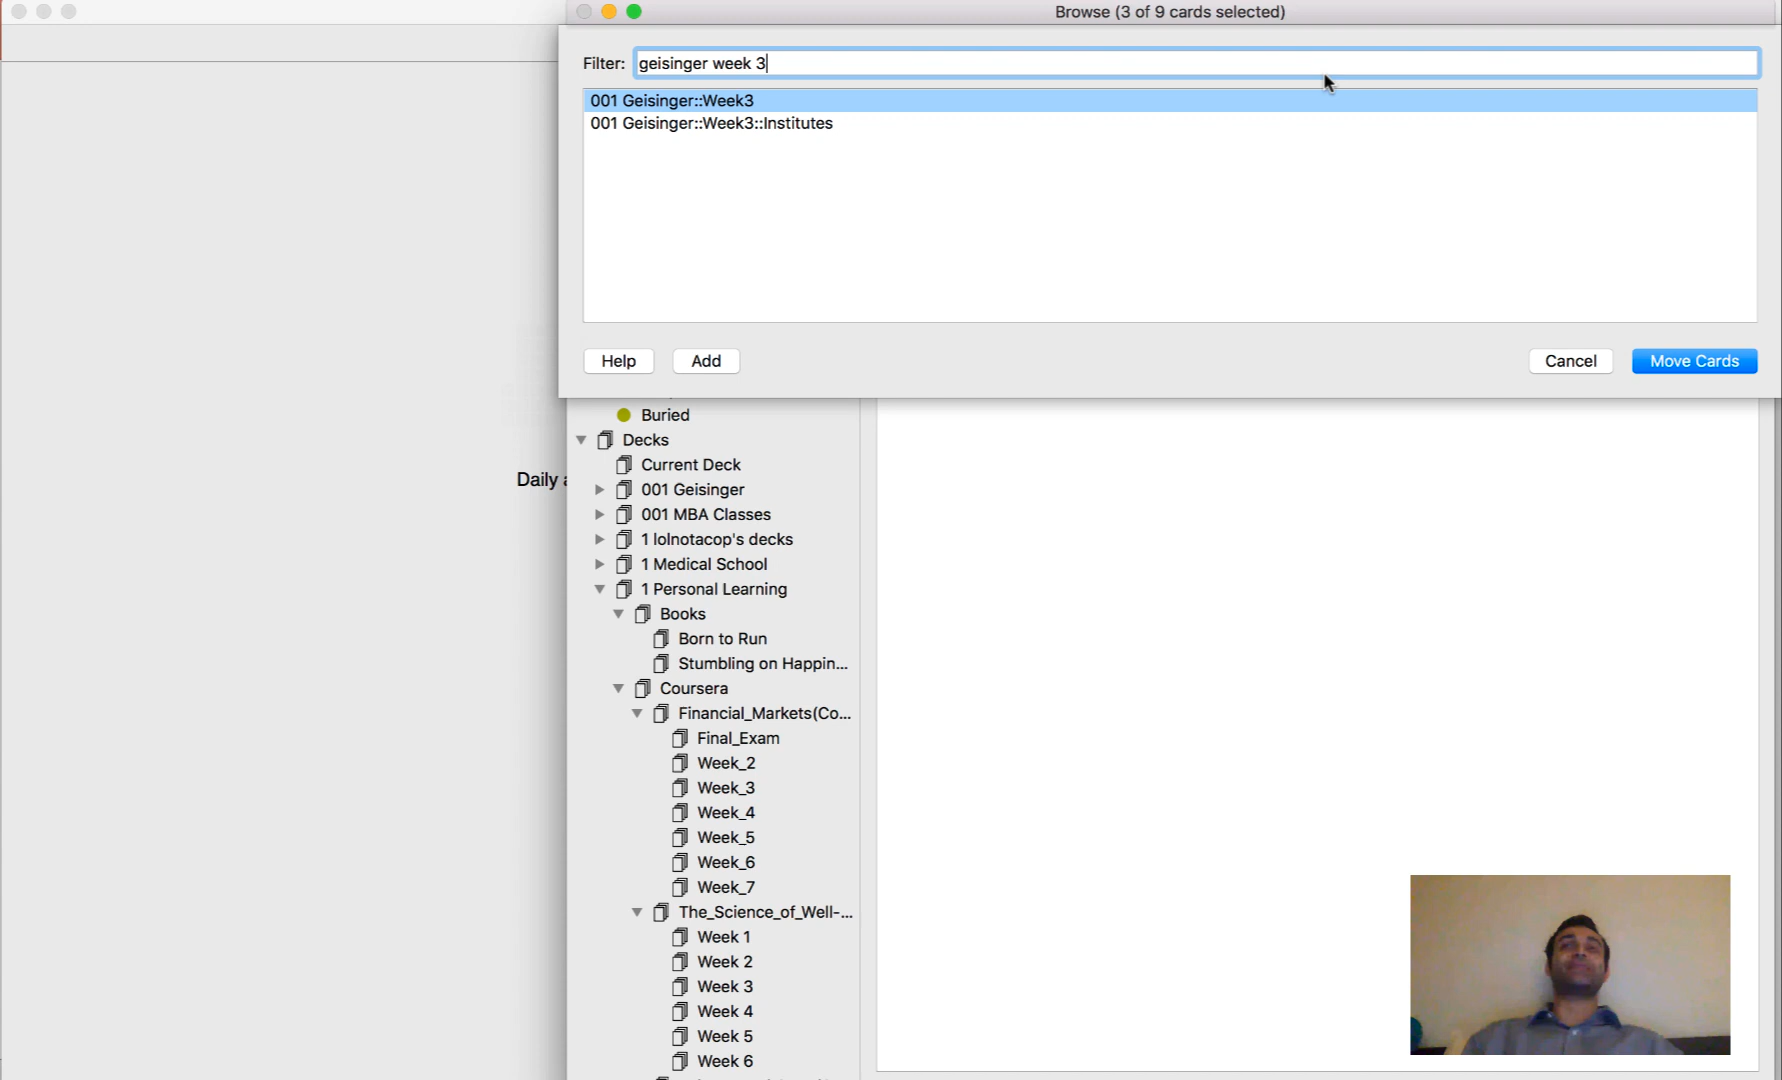 Browse (3 of 9 cards selected)
Filter: geisinger week 3
001 Geisinger::Week3
001 Geisinger::Week3::Institutes
Help Add Cancel Move Cards
Buried
Decks
Current Deck
Daily
001 Geisinger
001 MBA Classes
1 lolnotacop's decks
1 Medical School
1 Personal Learning
Books
Born to Run
Stumbling on Happin...
Coursera
Financial_Markets(Co...
Final_Exam
Week_2
Week_3
Week_4
Week_5
Week_6
Week_7
The_Science_of_Well-...
Week 1
Week 2
Week 3
Week 4
Week 5
Week 6